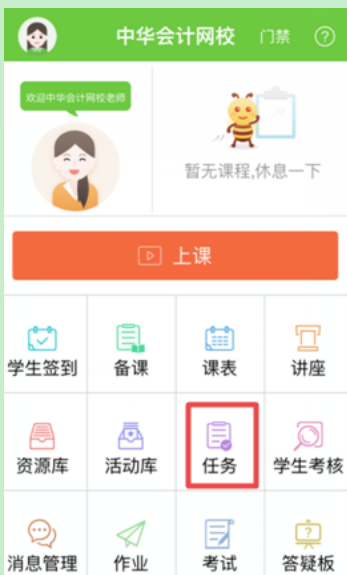 中华会计网校 门禁 ?
欢迎中华会计网校老师
暂无课程,休息一下
上课
学生签到 备课 课表 讲座
资源库 活动库 任务 学生考核
消息管理 作业 考试 答疑板